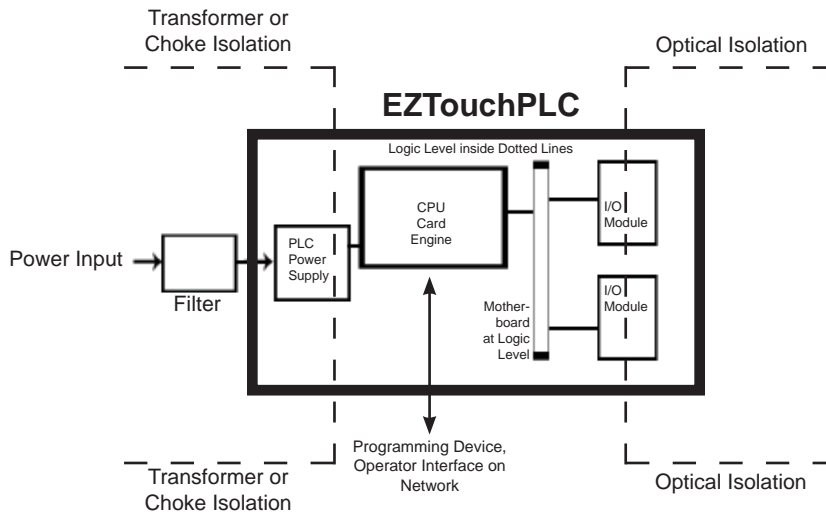 Transformer or
Choke Isolation
Optical Isolation
EZTouchPLC
Logic Level inside Dotted Lines
CPU
Card
Engine
I/O
Module
Power Input
PLC
Power
Supply
Filter
Mother-
board
at Logic
Level
I/O
Module
Programming Device,
Operator Interface on
Network
Transformer or
Choke Isolation
Optical Isolation